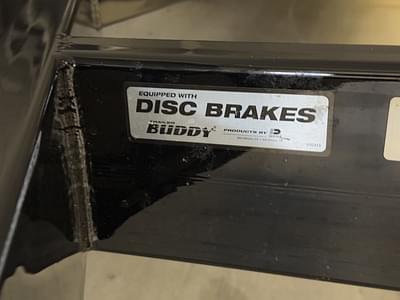 EQUIPPED WITH
DISC BRAKES
TRAILER
BUDDY PRODUCTS BY